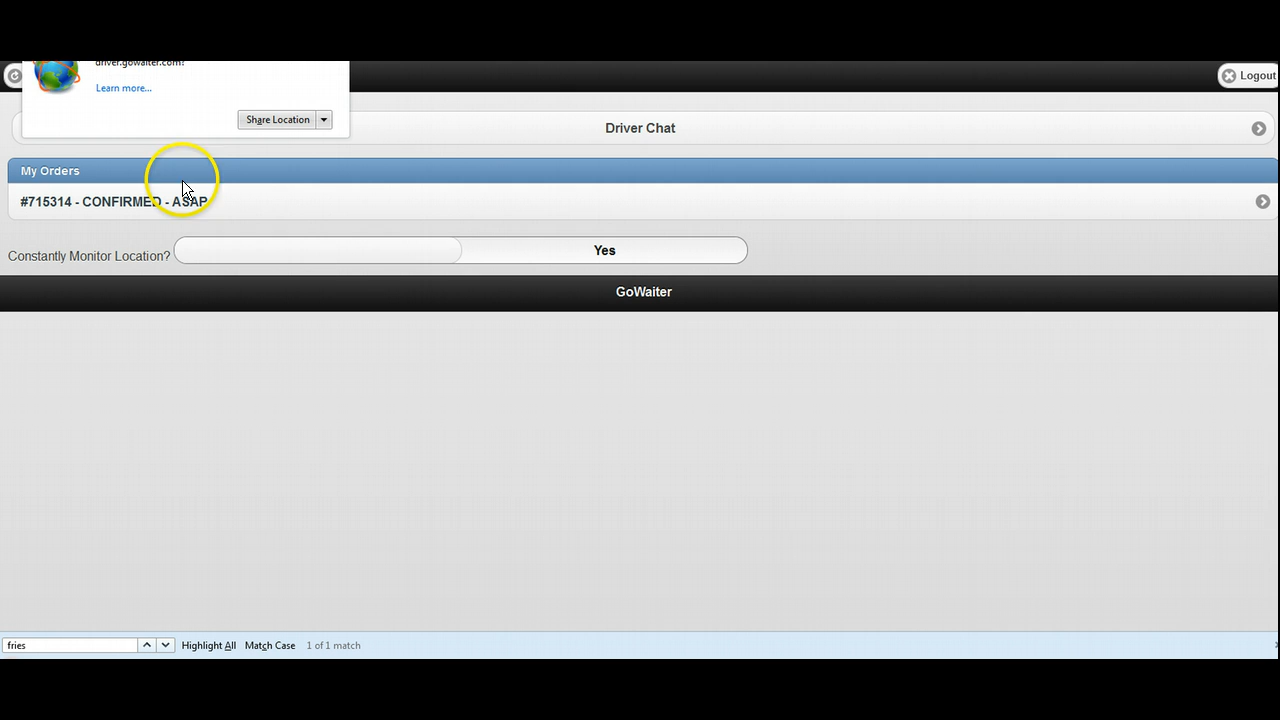 driver.gowaiter.com?
Learn more...
Share Location
Logout
Driver Chat
My Orders
#715314 - CONFIRMED - ASAP
Constantly Monitor Location?
Yes
GoWaiter
fries
Highlight All
Match Case
1 of 1 match